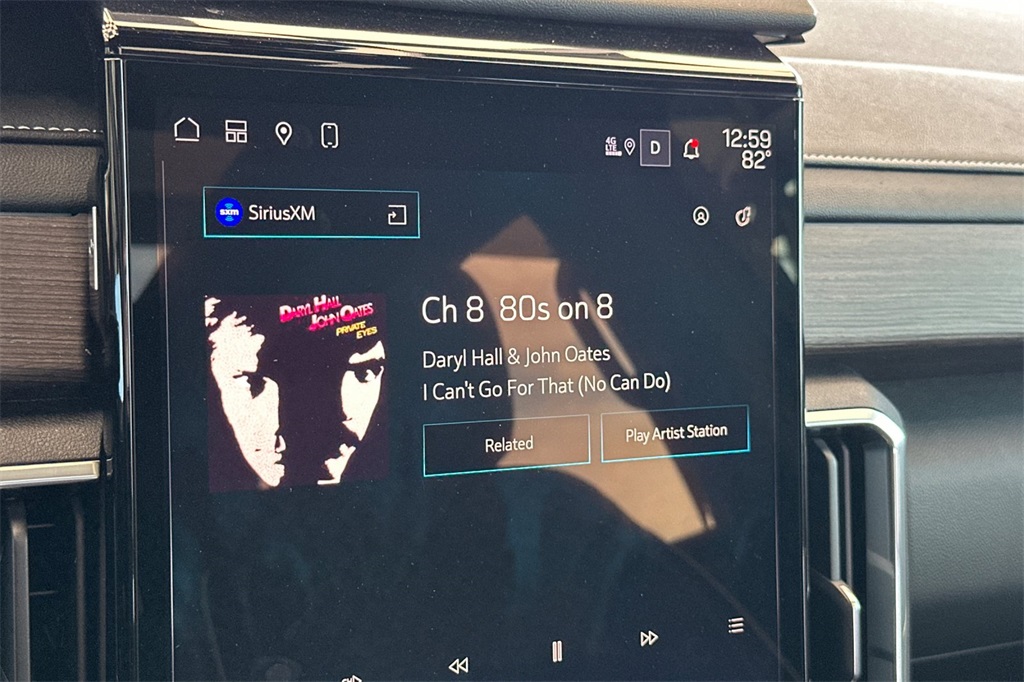 4G
LTE
D
12:59
82°
sxm SiriusXM
DARYL HALL
JOHN OATES
PRIVATE
EYES
Ch 8 80s on 8
Daryl Hall & John Oates
I Can't Go For That (No Can Do)
Related
Play Artist Station